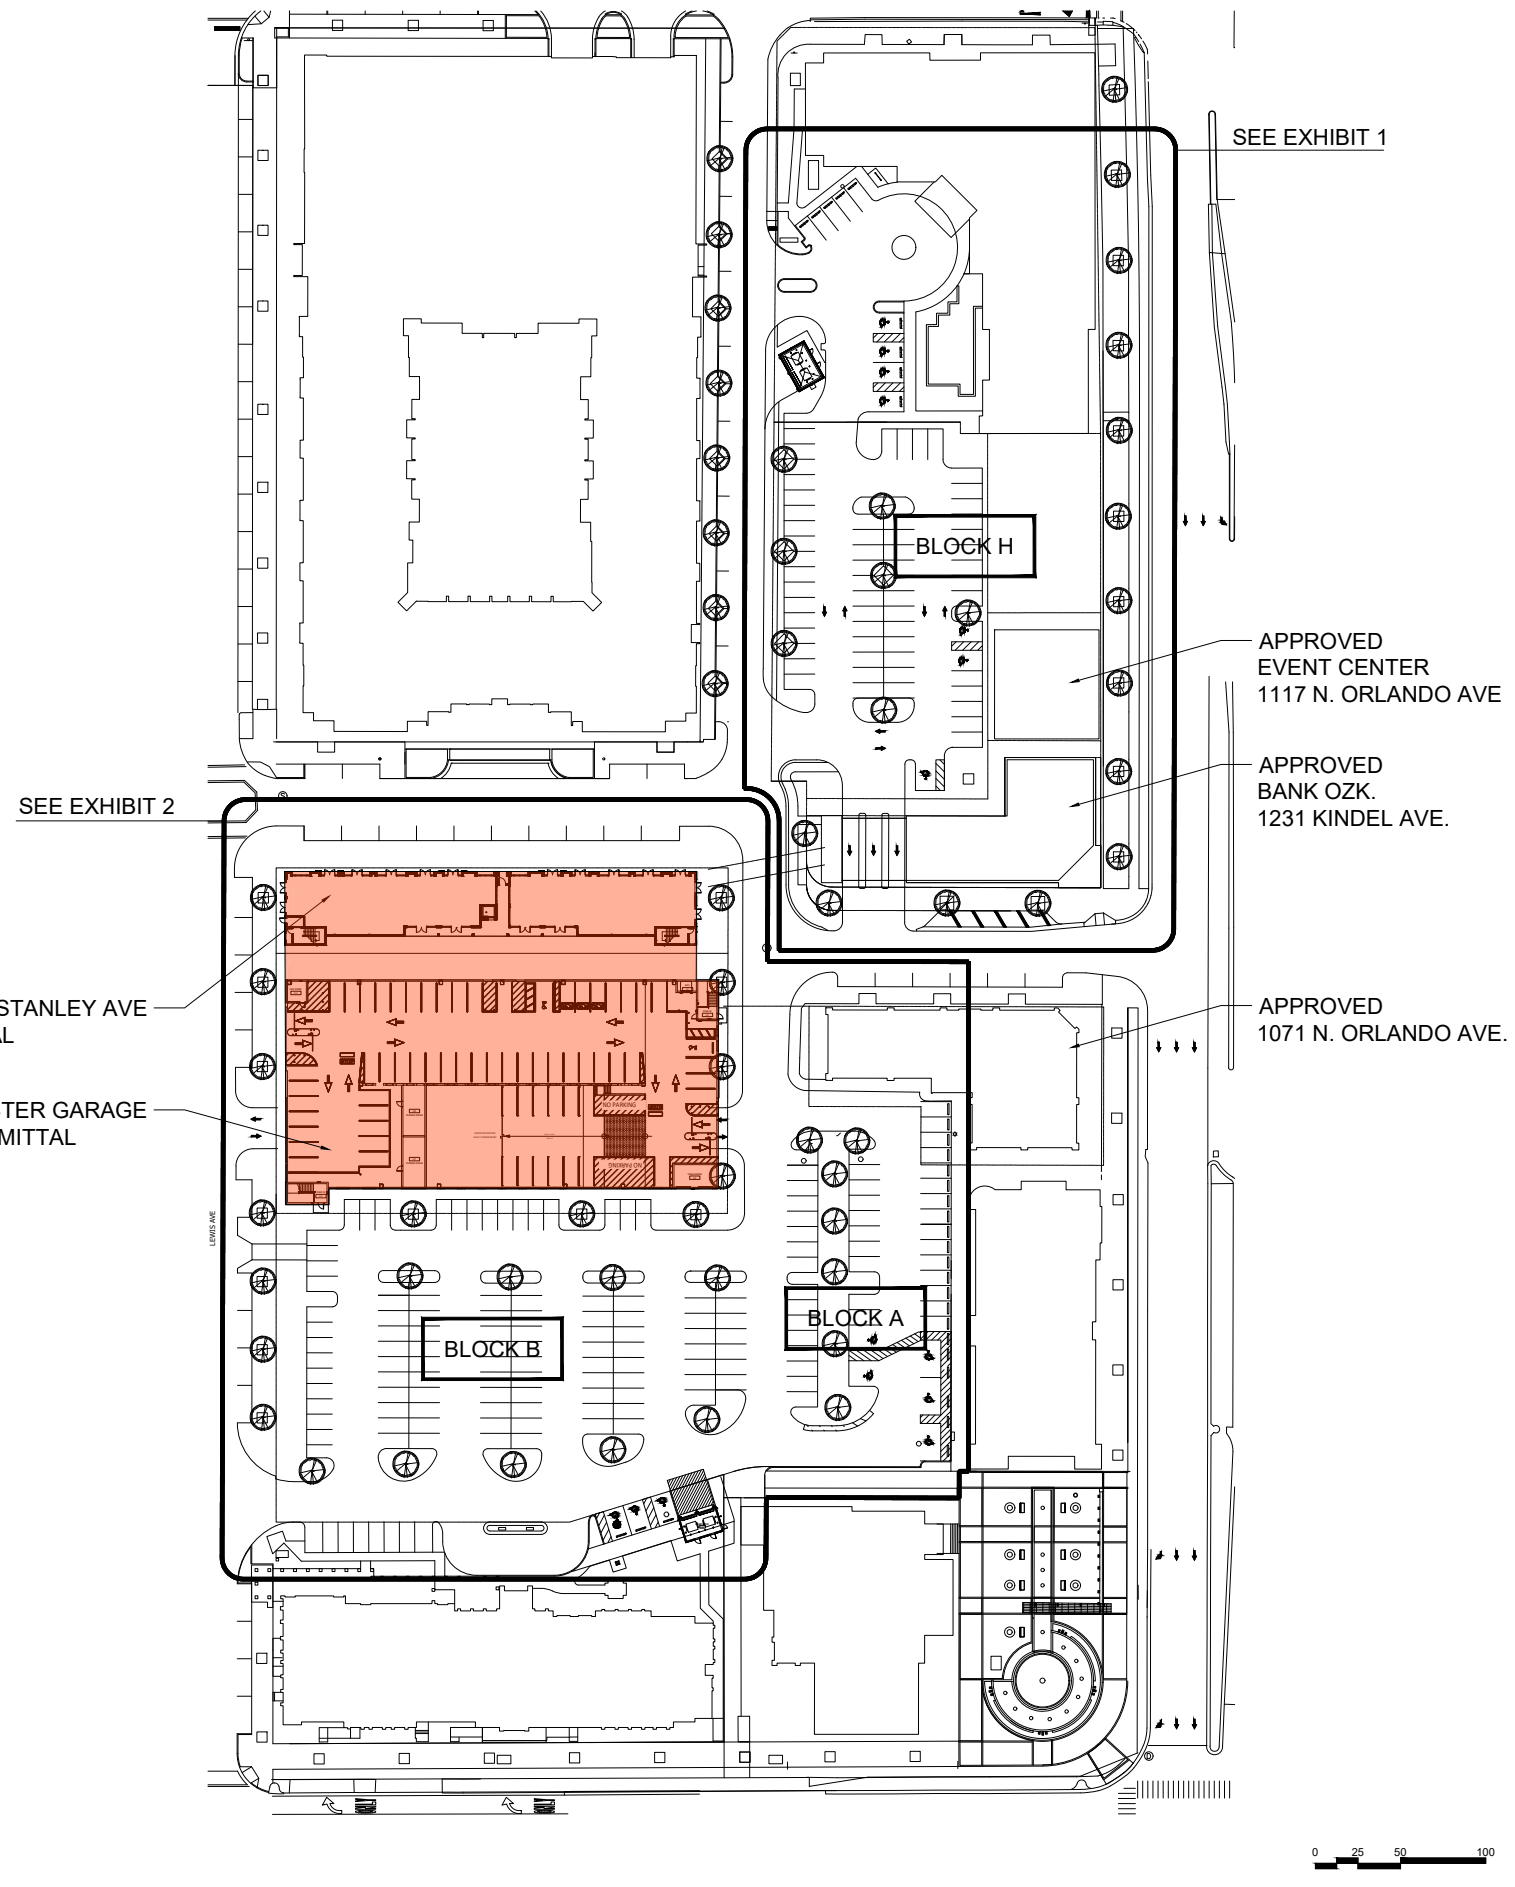 SEE EXHIBIT 1
BLOCK H
APPROVED
EVENT CENTER
1117 N. ORLANDO AVE
APPROVED
BANK OZK.
1231 KINDEL AVE.
SEE EXHIBIT 2
STANLEY AVE
AL
APPROVED
1071 N. ORLANDO AVE.
TER GARAGE
MITTAL
NO PARKING
NO PARKING
LEWIS AVE
BLOCK A
BLOCK B
0 25 50 100